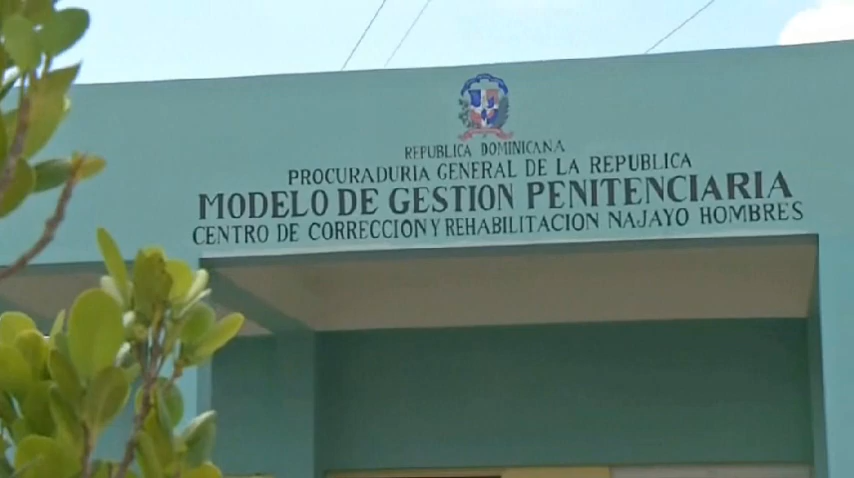 REPUBLICA DOMINICANA
PROCURADURIA GENERAL DE LA REPUBLICA
MODELO DE GESTION PENITENCIARIA
CENTRO DE CORRECCION Y REHABILITACION NAJAYO HOMBRES